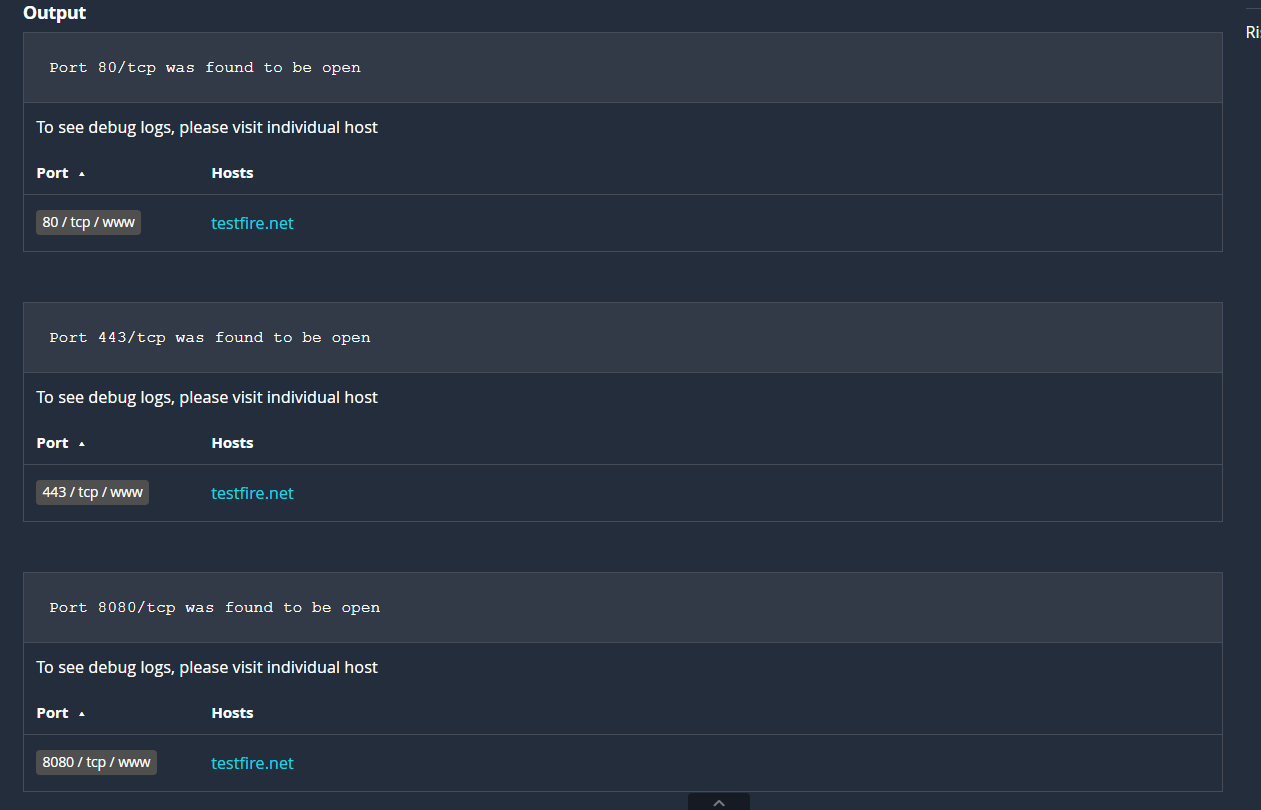 Output
Ri
Port 80/tcp was found to be open
To see debug logs, please visit individual host
Port ▲ Hosts
80 / tcp / www testfire.net
Port 443/tcp was found to be open
To see debug logs, please visit individual host
Port ▲ Hosts
443 / tcp / www testfire.net
Port 8080/tcp was found to be open
To see debug logs, please visit individual host
Port ▲ Hosts
8080 / tcp / www testfire.net